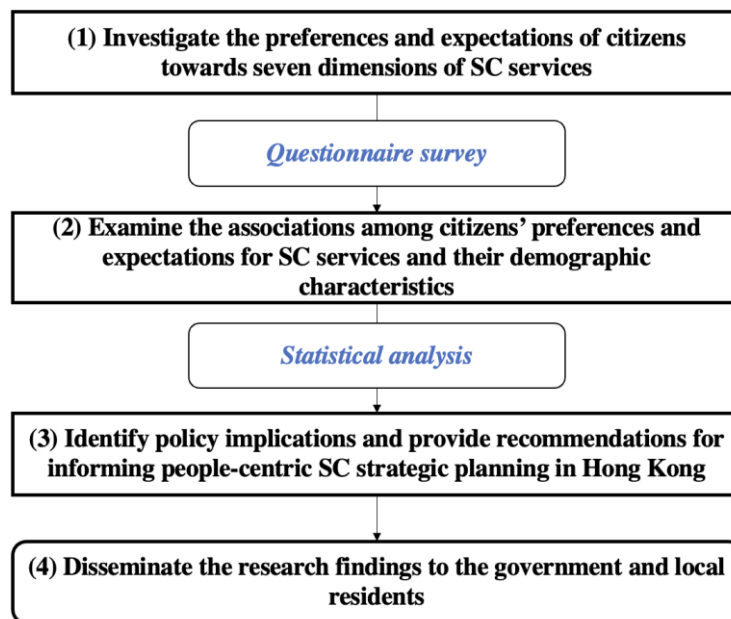 (1) Investigate the preferences and expectations of citizens
towards seven dimensions of SC services
Questionnaire survey
(2) Examine the associations among citizens’ preferences and
expectations for SC services and their demographic
characteristics
Statistical analysis
(3) Identify policy implications and provide recommendations for
informing people-centric SC strategic planning in Hong Kong
(4) Disseminate the research findings to the government and local
residents